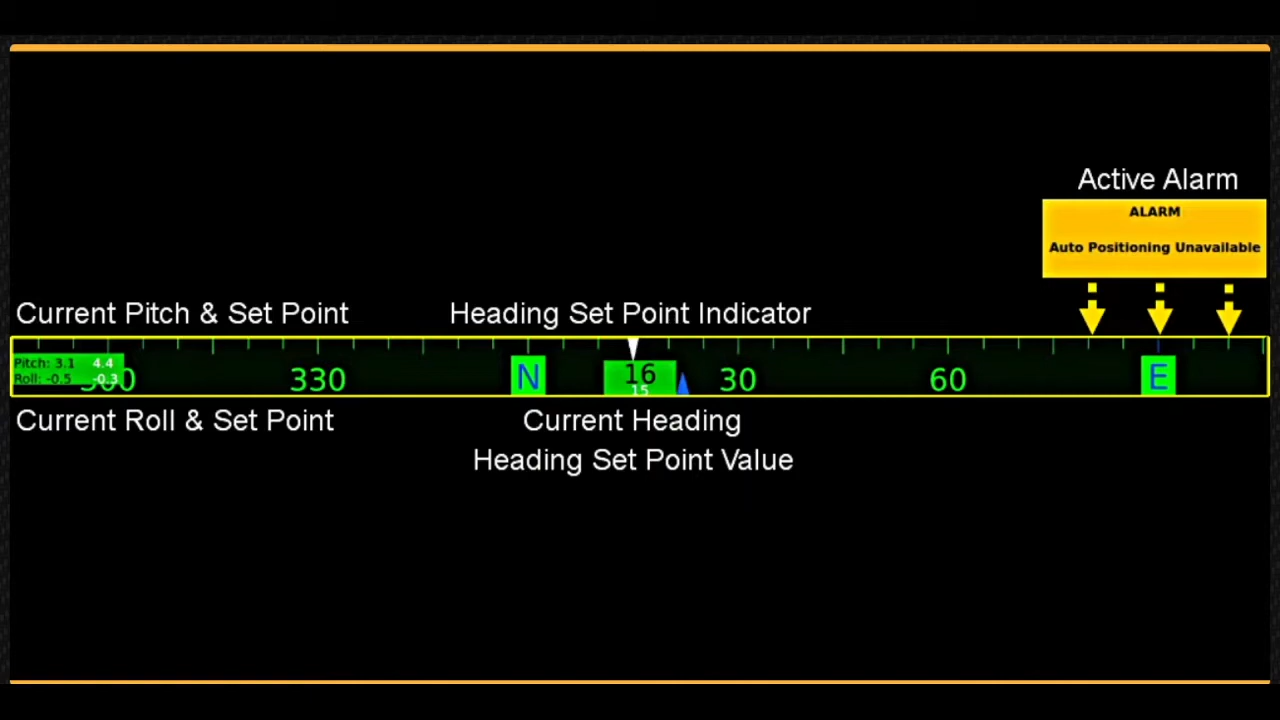 Active Alarm
ALARM
Auto Positioning Unavailable
Current Pitch & Set Point
Heading Set Point Indicator
Pitch: 3.1 4.4
Roll: -0.5 -0.3
330
N
16
15
30
60
E
Current Roll & Set Point
Current Heading
Heading Set Point Value